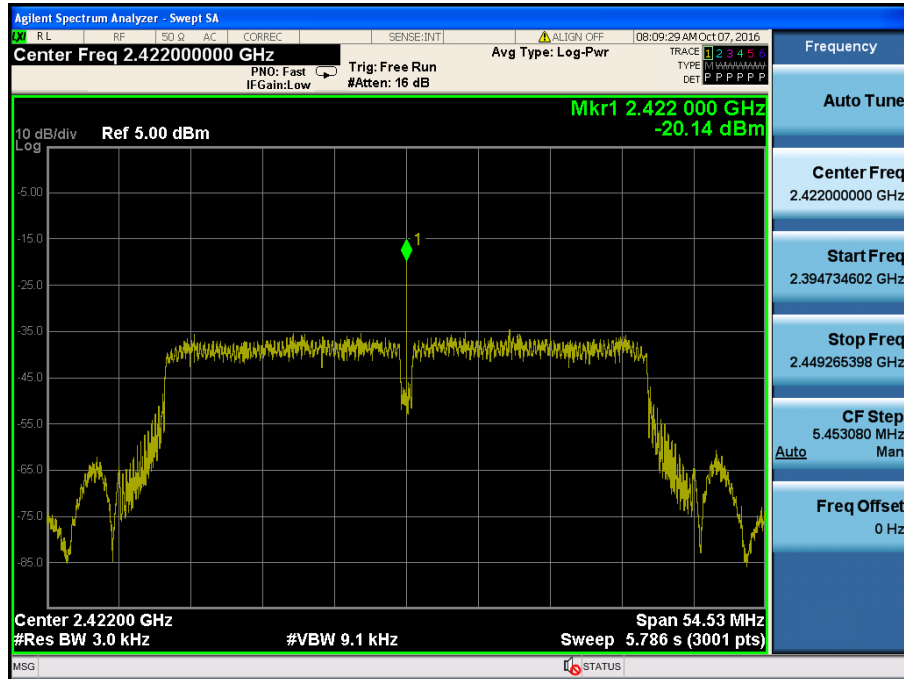 Agilent Spectrum Analyzer - Swept SA
LXI RL RF 50 Ω AC CORREC SENSE:INT ALIGN OFF 08:09:29 AM Oct 07, 2016
Center Freq 2.422000000 GHz
PNO: Fast
IFGain:Low
Trig: Free Run
#Atten: 16 dB
Avg Type: Log-Pwr
TRACE 1 2 3 4 5 6
TYPE M WWWWW
DET P P P P P P
Mkr1 2.422 000 GHz
-20.14 dBm
10 dB/div Ref 5.00 dBm
Log
-5.00
-15.0
-25.0
-35.0
-45.0
-55.0
-65.0
-75.0
-85.0
1
Center 2.42200 GHz Span 54.53 MHz
#Res BW 3.0 kHz #VBW 9.1 kHz Sweep 5.786 s (3001 pts)
MSG STATUS
Frequency
Auto Tune
Center Freq
2.422000000 GHz
Start Freq
2.394734602 GHz
Stop Freq
2.449265398 GHz
CF Step
5.453080 MHz
Auto Man
Freq Offset
0 Hz